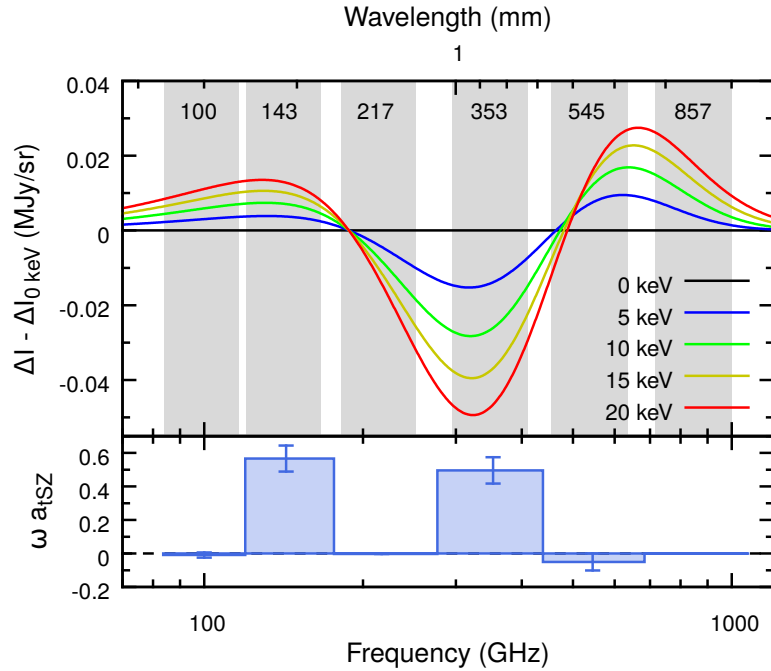 Wavelength (mm)
1
0.04
0.02
0
-0.02
-0.04
ΔI - ΔI0 keV (MJy/sr)
100 143 217 353 545 857
0 keV
5 keV
10 keV
15 keV
20 keV
0.6
0.4
0.2
0
-0.2
ω atSZ
100 1000
Frequency (GHz)